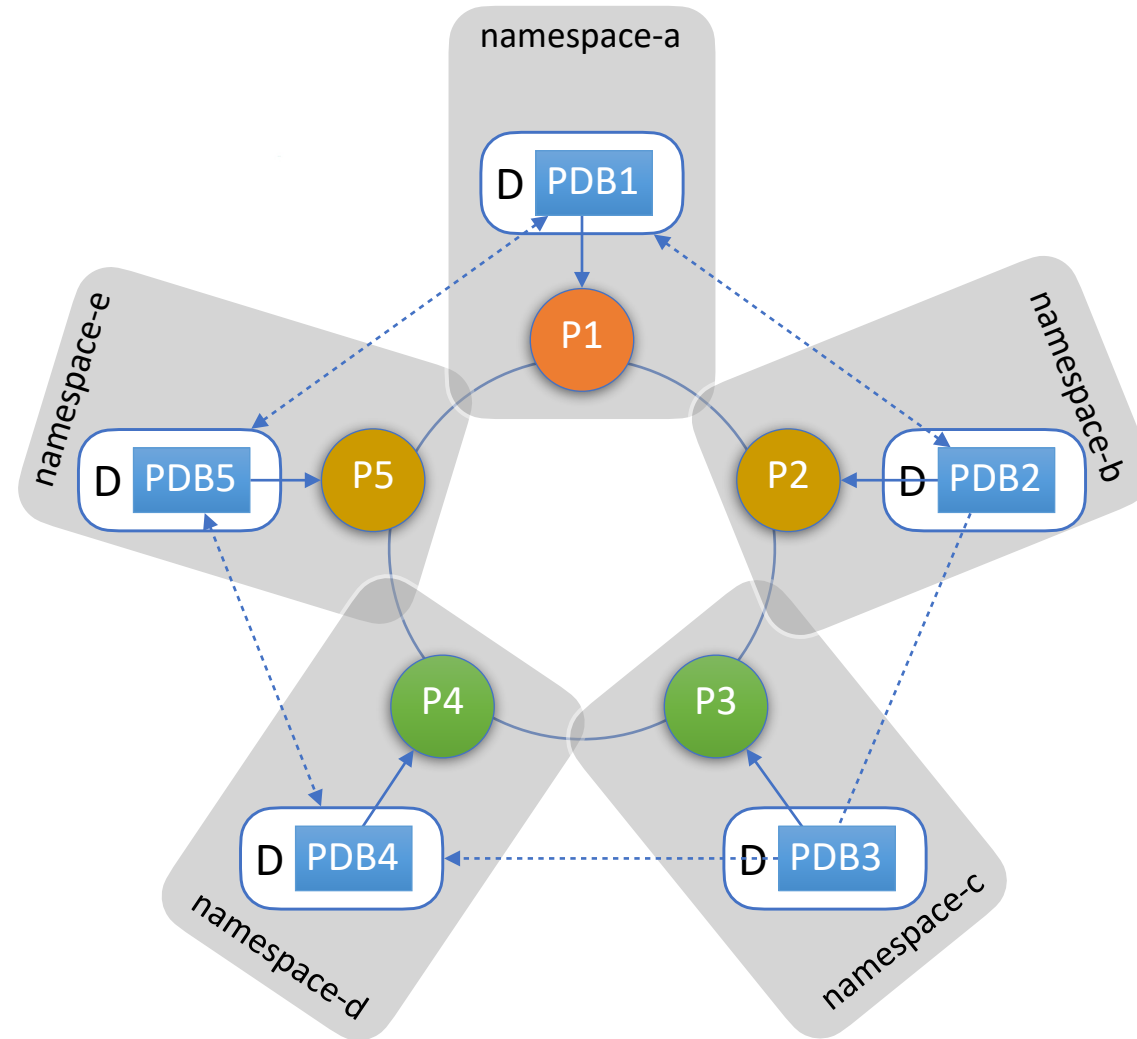 namespace-a
D
PDB1
P1
namespace-e
namespace-b
D
PDB5
P5
P2
D
PDB2
P4
P3
D
PDB4
D
PDB3
namespace-d
namespace-c